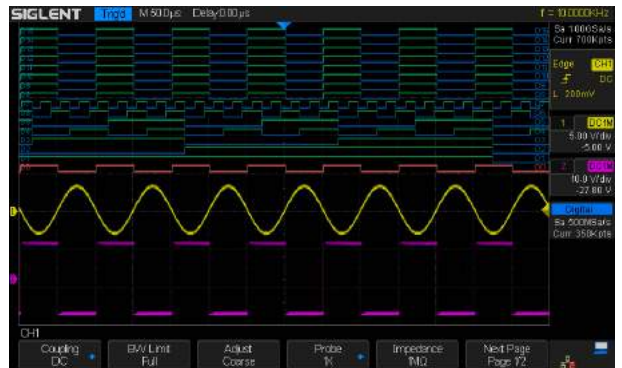 SIGLENT Trig'd M 50.0µs Delay:0.00µs f = 10.0000KHz
Sa 1.00GSa/s
Curr 700Kpts
Edge CH1
DC
L 200mV
1 DC1M
5.00 V/div
-5.00 V
2 DC1M
10.0 V/div
-27.80 V
Digital
Sa 500MSa/s
Curr 350Kpts
CH1
Coupling BW Limit Adjust Probe Impedance Next Page
DC Full Coarse 1X 1MΩ Page 1/2